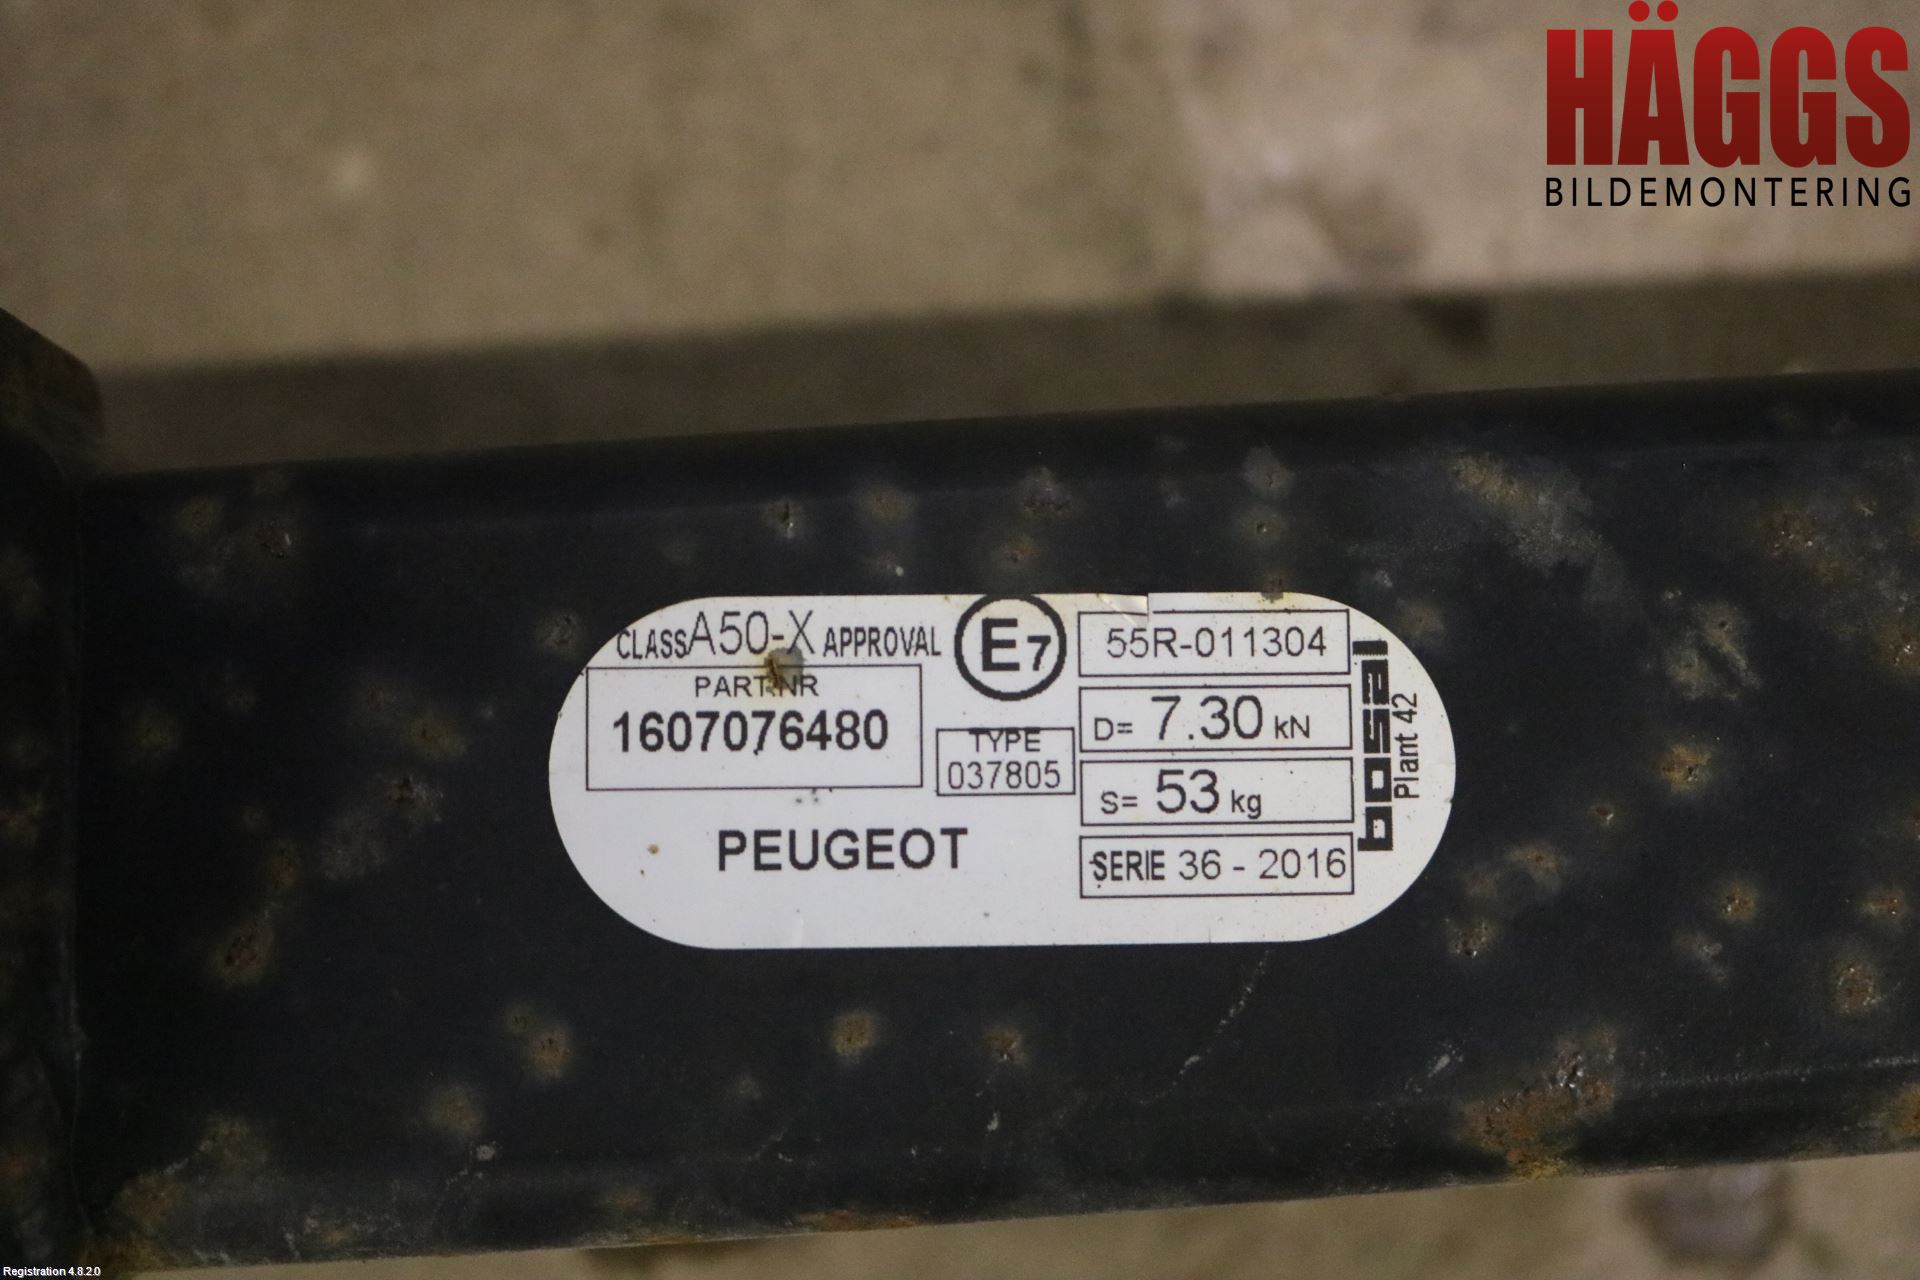 HÄGGS
BILDEMONTERING
CLASS A50-X APPROVAL
E7
55R-011304
PART NR
1607076480
TYPE
037805
D= 7.30 kN
S= 53 kg
PEUGEOT
SERIE 36 - 2016
bosal
Plant 42
Registration 4.8.2.0